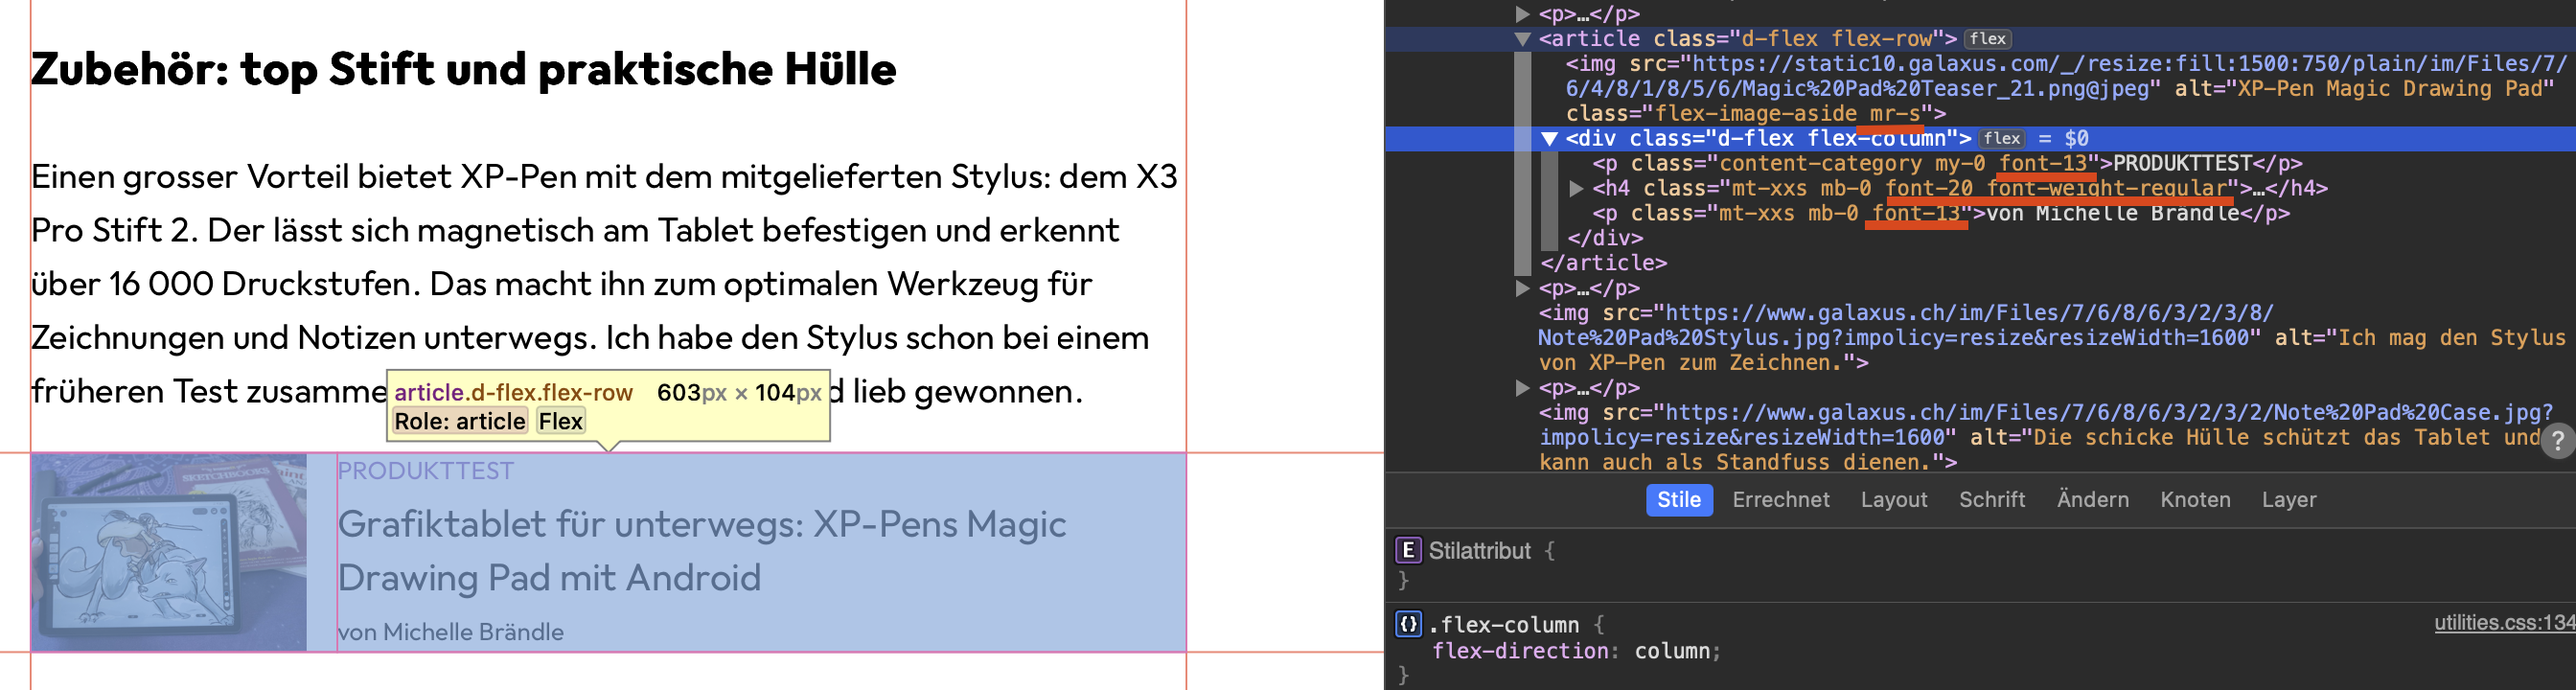 Zubehör: top Stift und praktische Hülle
Einen grosser Vorteil bietet XP-Pen mit dem mitgelieferten Stylus: dem X3
Pro Stift 2. Der lässt sich magnetisch am Tablet befestigen und erkennt
über 16 000 Druckstufen. Das macht ihn zum optimalen Werkzeug für
Zeichnungen und Notizen unterwegs. Ich habe den Stylus schon bei einem
früheren Test zusamme d lieb gewonnen.
article.d-flex.flex-row 603px × 104px
Role: article Flex
SKETCHBOOKS
PRODUKTTEST
Grafiktablet für unterwegs: XP-Pens Magic
Drawing Pad mit Android
von Michelle Brändle
<p>…</p>
<article class="d-flex flex-row"> flex
<img src="https://static10.galaxus.com/_/resize:fill:1500:750/plain/im/Files/7/
6/4/8/1/8/5/6/Magic%20Pad%20Teaser_21.png@jpeg" alt="XP-Pen Magic Drawing Pad"
class="flex-image-aside mr-s">
<div class="d-flex flex-column"> flex = $0
<p class="content-category my-0 font-13">PRODUKTTEST</p>
<h4 class="mt-xxs mb-0 font-20 font-weight-regular">…</h4>
<p class="mt-xxs mb-0 font-13">von Michelle Brändle</p>
</div>
</article>
<p>…</p>
<img src="https://www.galaxus.ch/im/Files/7/6/8/6/3/2/3/8/
Note%20Pad%20Stylus.jpg?impolicy=resize&resizeWidth=1600" alt="Ich mag den Stylus
von XP-Pen zum Zeichnen.">
<p>…</p>
<img src="https://www.galaxus.ch/im/Files/7/6/8/6/3/2/3/2/Note%20Pad%20Case.jpg?
impolicy=resize&resizeWidth=1600" alt="Die schicke Hülle schützt das Tablet und
kann auch als Standfuss dienen.">
?
Stile Errechnet Layout Schrift Ändern Knoten Layer
E Stilattribut {
}
{} .flex-column { utilities.css:134
flex-direction: column;
}